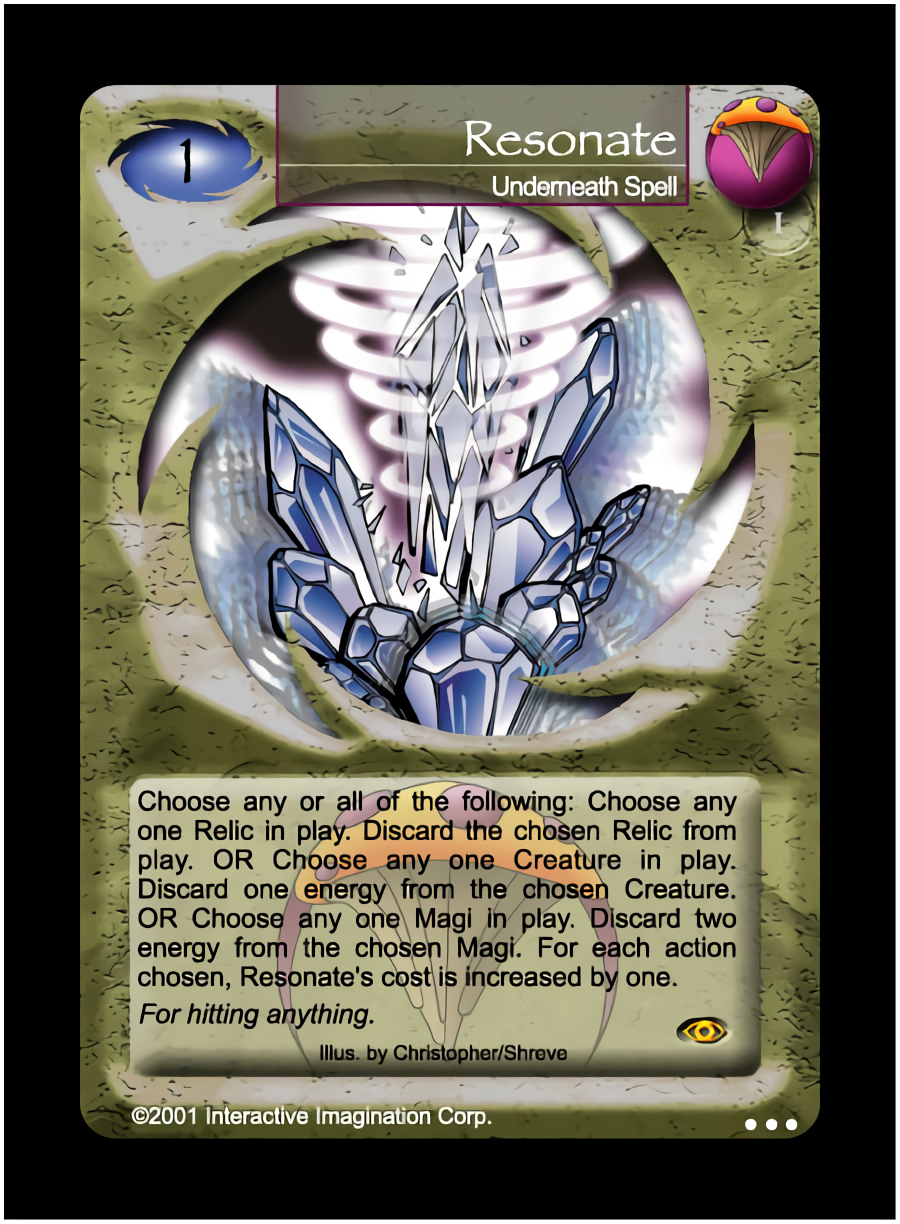 1
Resonate
Underneath Spell
I
Choose any or all of the following: Choose any
one Relic in play. Discard the chosen Relic from
play. OR Choose any one Creature in play.
Discard one energy from the chosen Creature.
OR Choose any one Magi in play. Discard two
energy from the chosen Magi. For each action
chosen, Resonate's cost is increased by one.
For hitting anything.
Illus. by Christopher/Shreve
©2001 Interactive Imagination Corp.